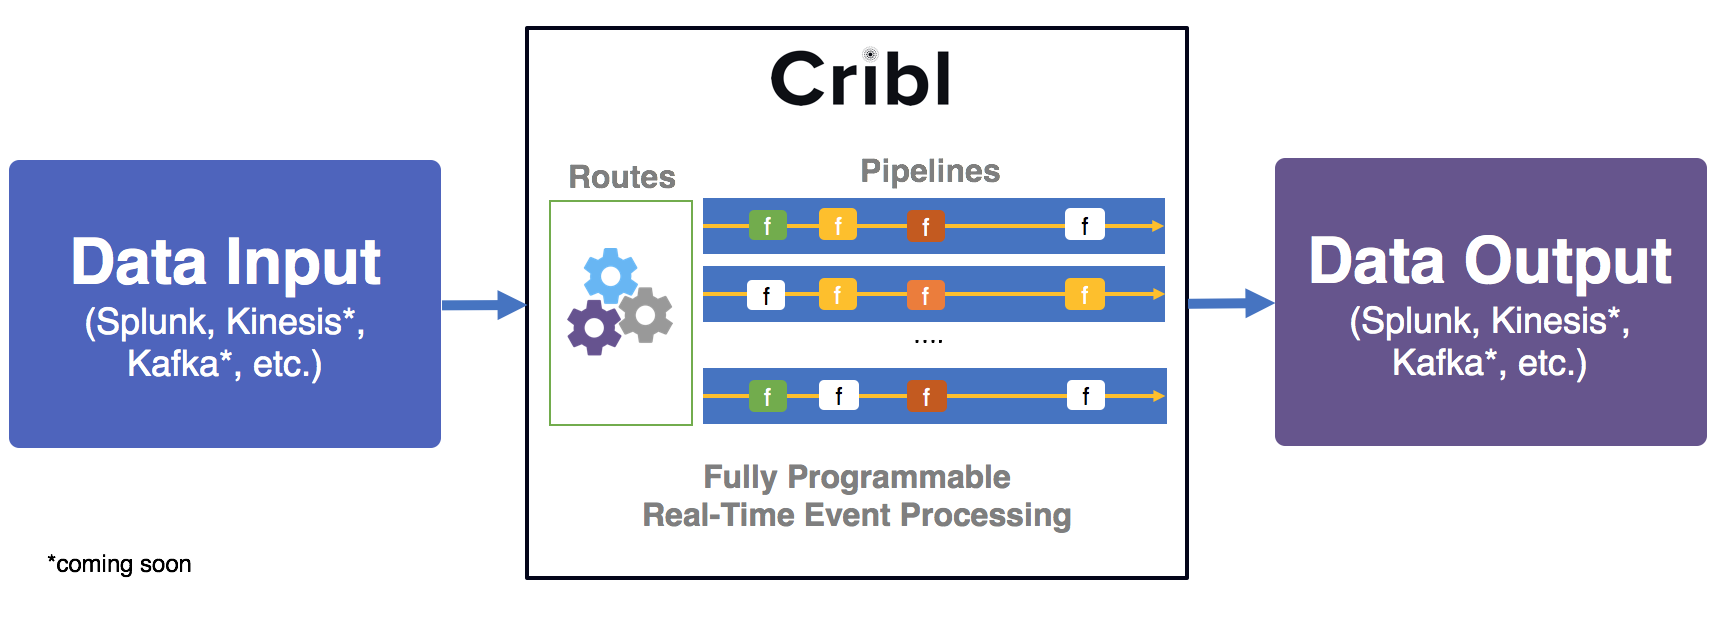 Cribl
Routes
Pipelines
f f f f
f f f f
....
f f f f
Fully Programmable
Real-Time Event Processing
Data Input
(Splunk, Kinesis*,
Kafka*, etc.)
Data Output
(Splunk, Kinesis*,
Kafka*, etc.)
*coming soon